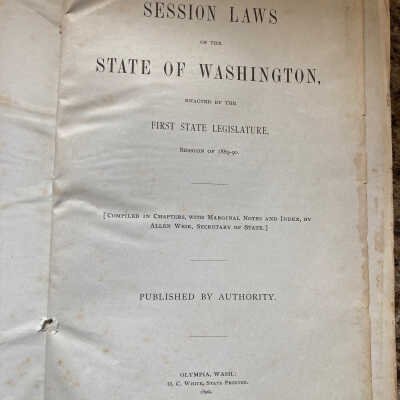 SESSION LAWS
OF THE
STATE OF WASHINGTON,
ENACTED BY THE
FIRST STATE LEGISLATURE,
SESSION OF 1889-90.
[COMPILED IN CHAPTERS, WITH MARGINAL NOTES AND INDEX, BY
ALLEN WEIR, SECRETARY OF STATE.]
PUBLISHED BY AUTHORITY.
OLYMPIA, WASH.:
O. C. WHITE, STATE PRINTER.
1890.